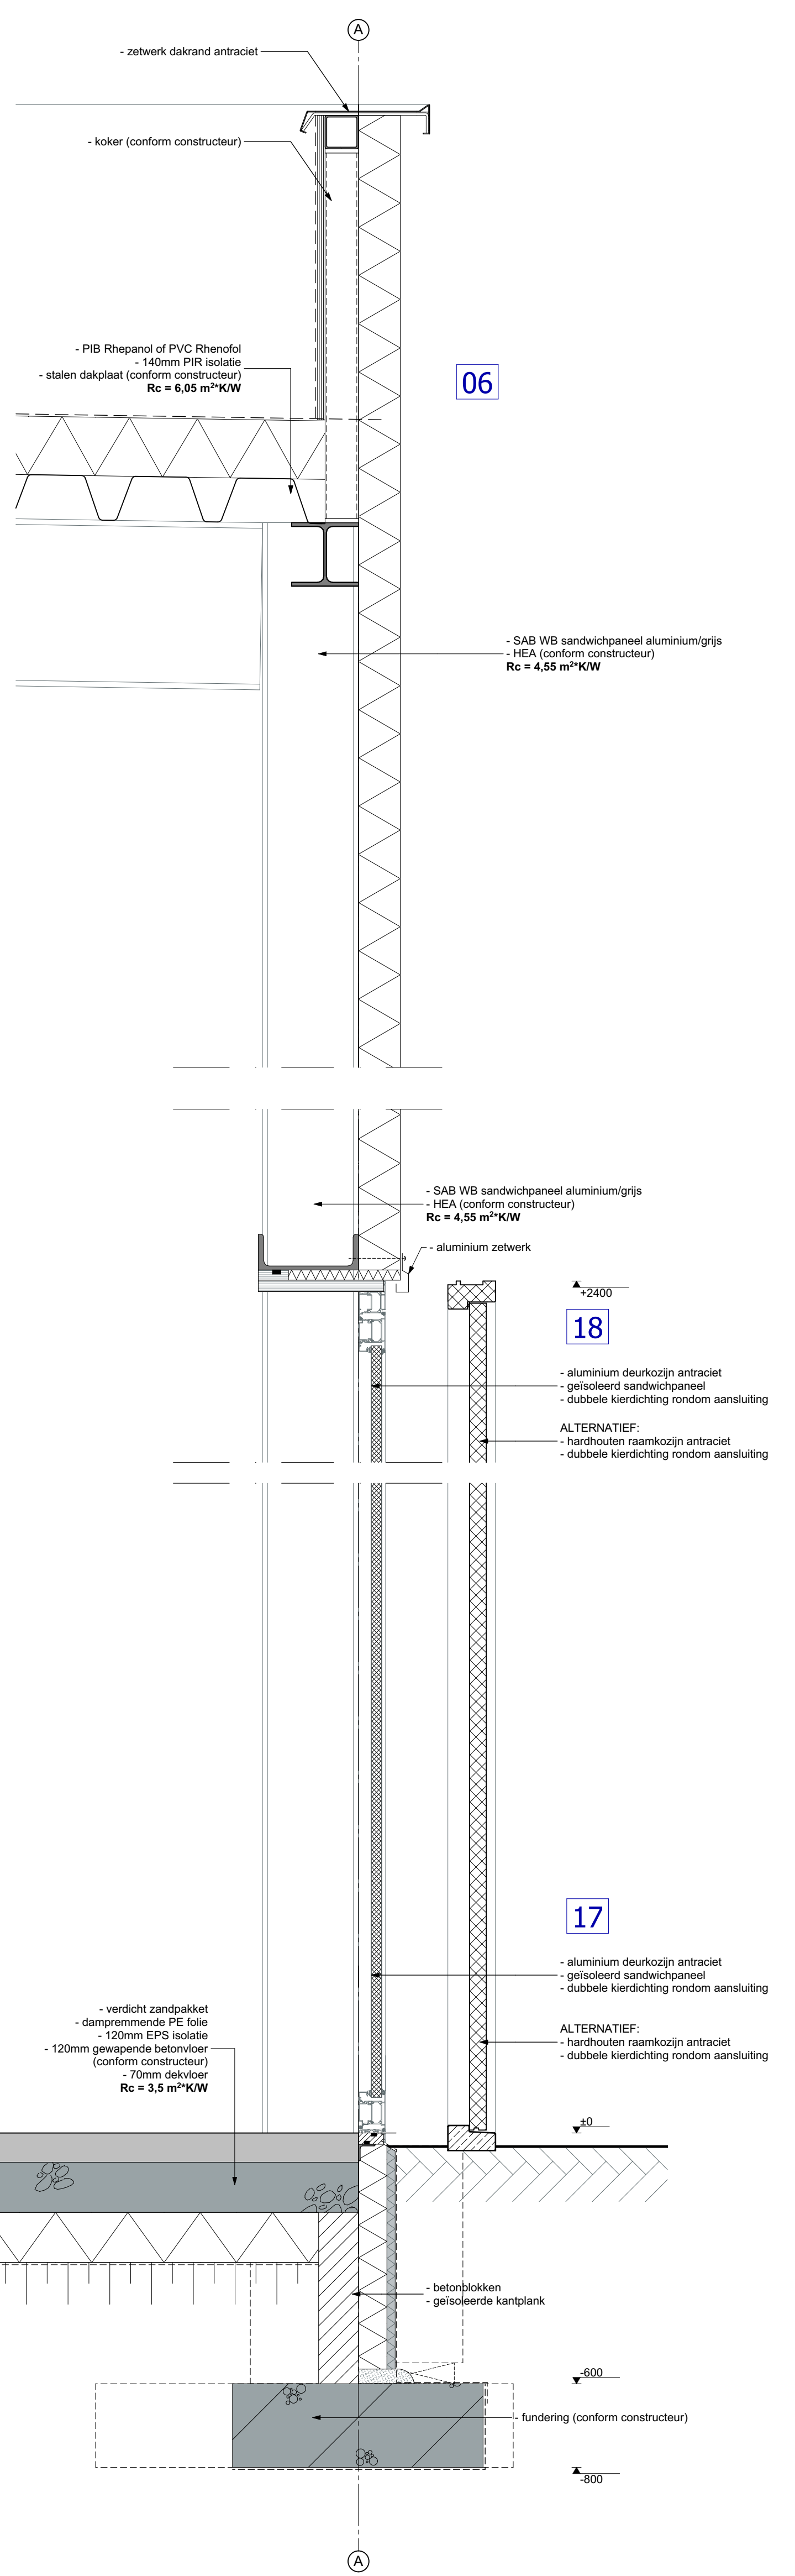 A
- zetwerk dakrand antraciet
- koker (conform constructeur)
- PIB Rhepanol of PVC Rhenofol
- 140mm PIR isolatie
- stalen dakplaat (conform constructeur)
Rc = 6,05 m²*K/W
06
- SAB WB sandwichpaneel aluminium/grijs
- HEA (conform constructeur)
Rc = 4,55 m²*K/W
- SAB WB sandwichpaneel aluminium/grijs
- HEA (conform constructeur)
Rc = 4,55 m²*K/W
- aluminium zetwerk
+2400
18
- aluminium deurkozijn antraciet
- geïsoleerd sandwichpaneel
- dubbele kierdichting rondom aansluiting
ALTERNATIEF:
- hardhouten raamkozijn antraciet
- dubbele kierdichting rondom aansluiting
17
- aluminium deurkozijn antraciet
- geïsoleerd sandwichpaneel
- dubbele kierdichting rondom aansluiting
ALTERNATIEF:
- hardhouten raamkozijn antraciet
- dubbele kierdichting rondom aansluiting
- verdicht zandpakket
- dampremmende PE folie
- 120mm EPS isolatie
- 120mm gewapende betonvloer
(conform constructeur)
- 70mm dekvloer
Rc = 3,5 m²*K/W
±0
- betonblokken
- geïsoleerde kantplank
-600
- fundering (conform constructeur)
-800
A